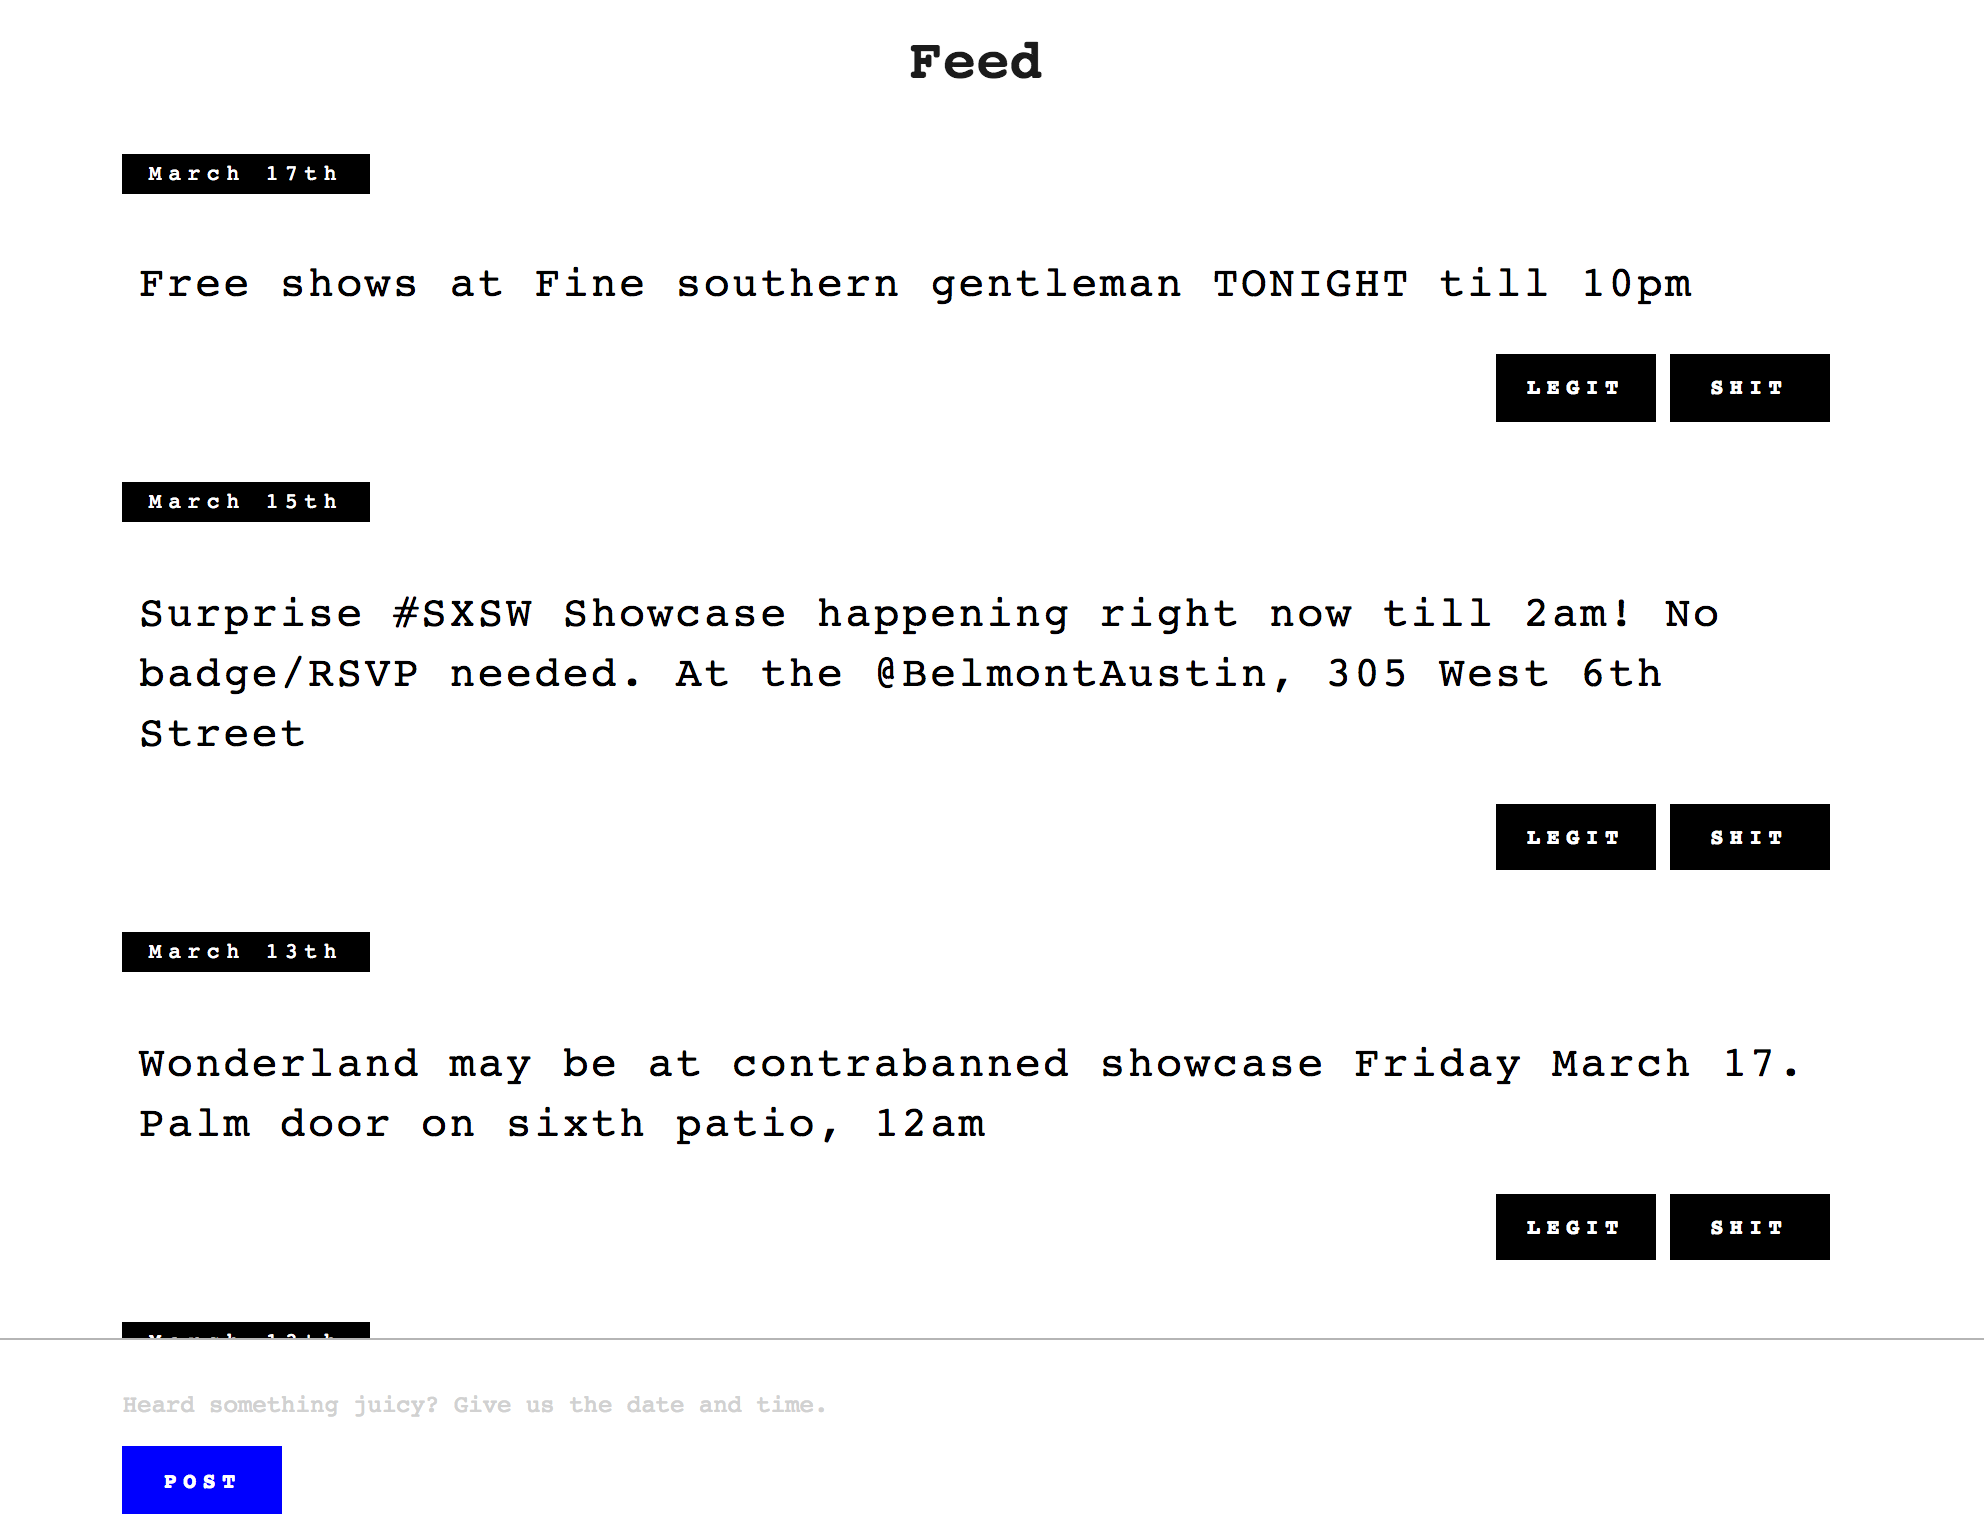 Feed
March 17th
Free shows at Fine southern gentleman TONIGHT till 10pm
LEGIT SHIT
March 15th
Surprise #SXSW Showcase happening right now till 2am! No
badge/RSVP needed. At the @BelmontAustin, 305 West 6th
Street
LEGIT SHIT
March 13th
Wonderland may be at contrabanned showcase Friday March 17.
Palm door on sixth patio, 12am
LEGIT SHIT
March
Heard something juicy? Give us the date and time.
POST